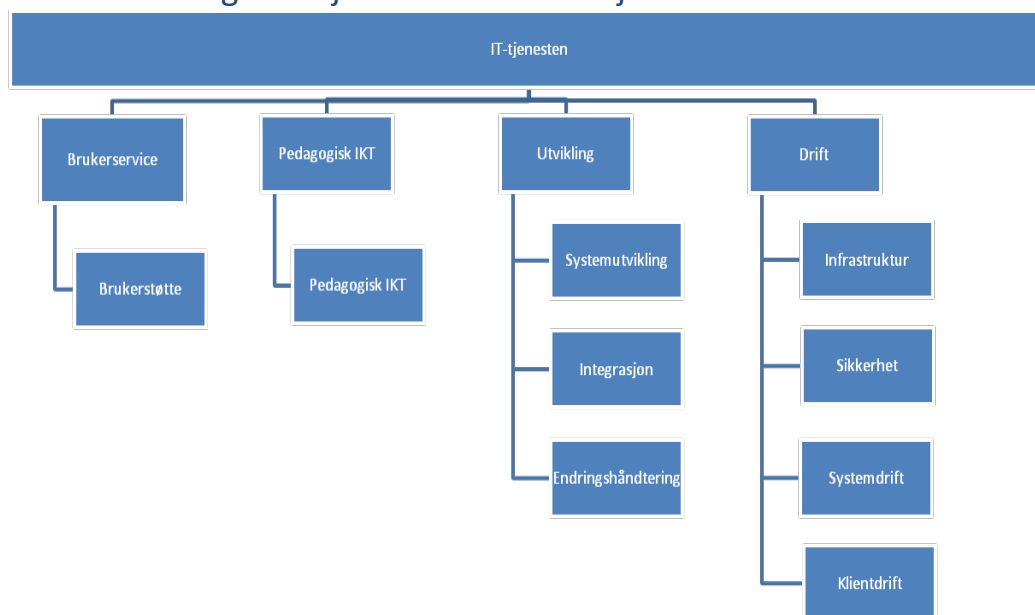 IT-tjenesten
Brukerservice
Brukerstøtte
Pedagogisk IKT
Pedagogisk IKT
Utvikling
Systemutvikling
Integrasjon
Endringshåndtering
Drift
Infrastruktur
Sikkerhet
Systemdrift
Klientdrift